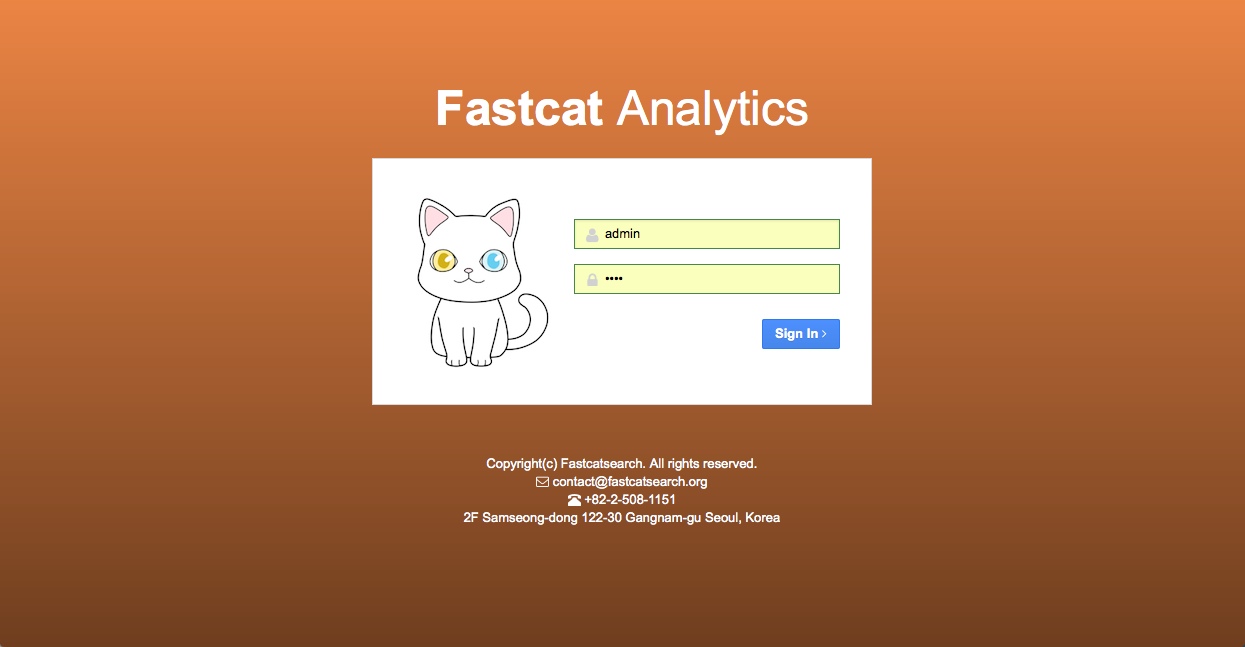 Fastcat Analytics
admin
••••
Sign In ›
Copyright(c) Fastcatsearch. All rights reserved.
contact@fastcatsearch.org
+82-2-508-1151
2F Samseong-dong 122-30 Gangnam-gu Seoul, Korea